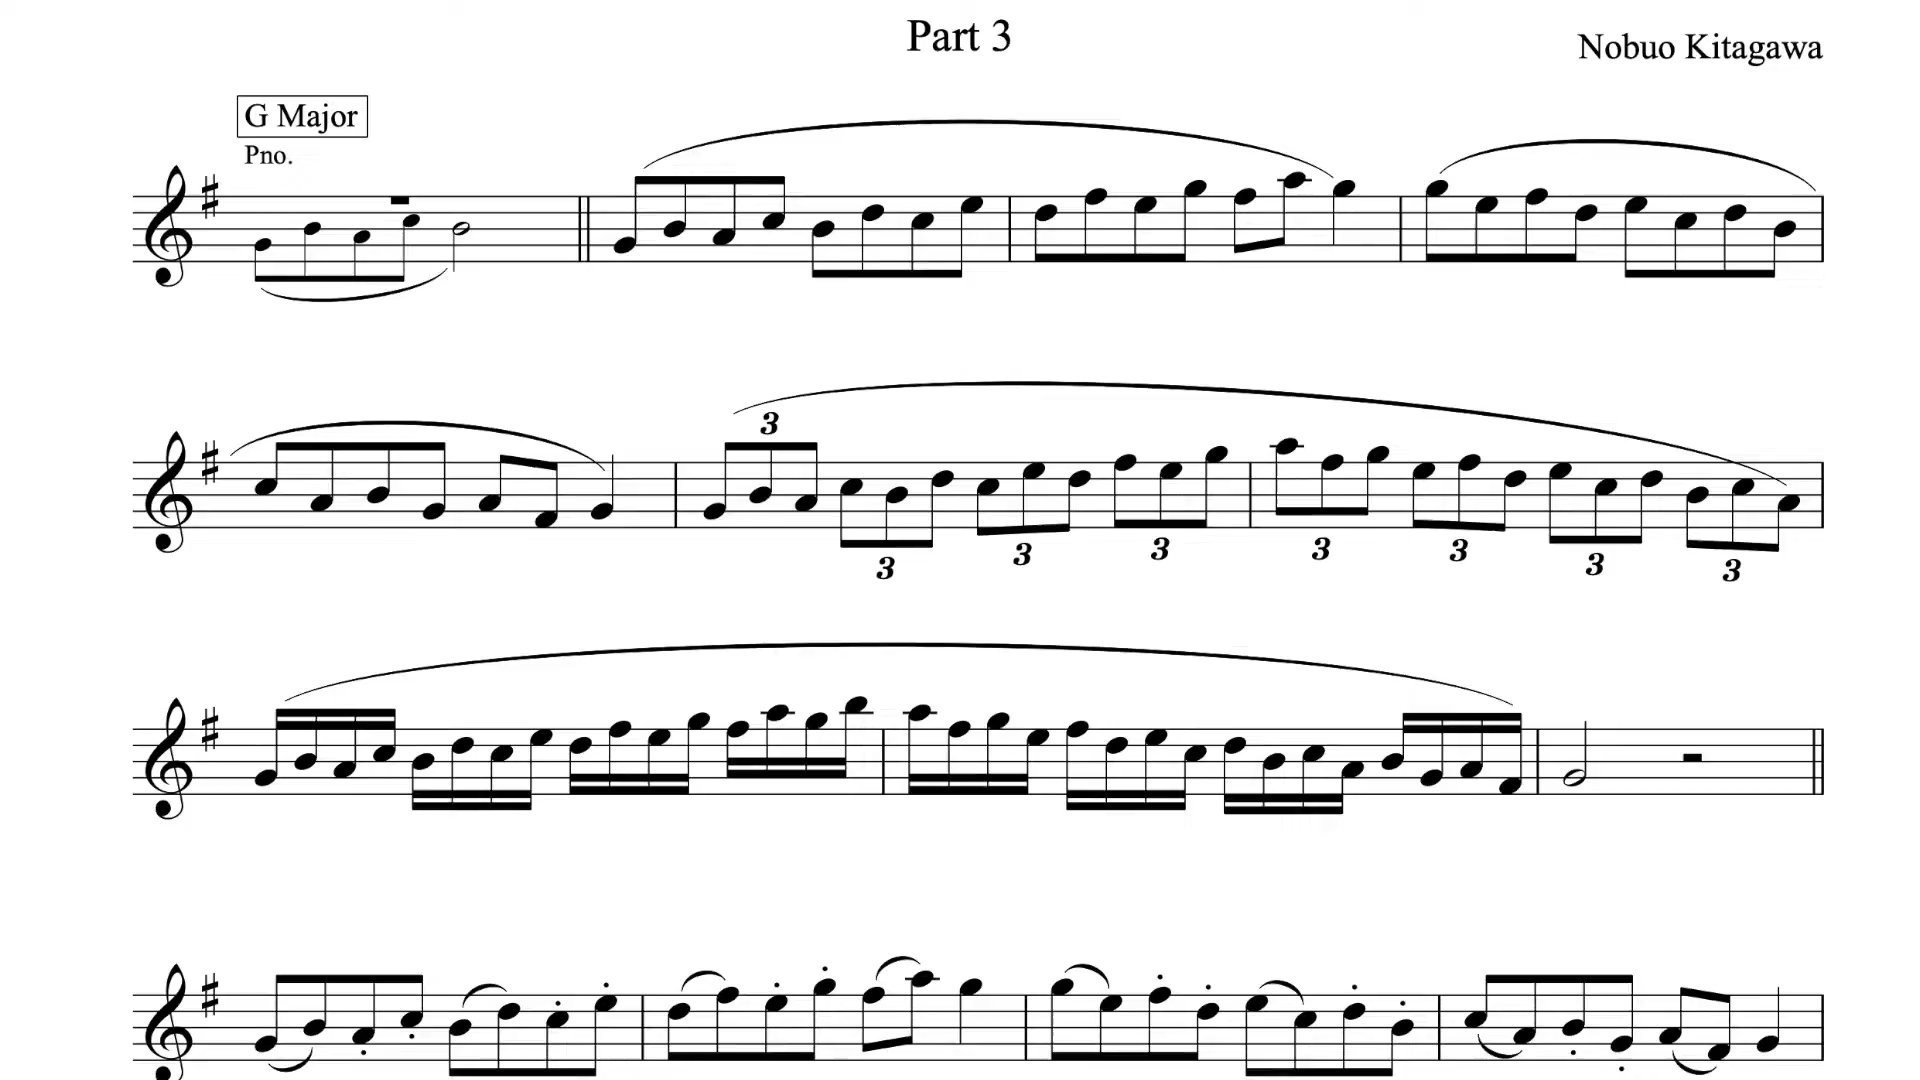 Part 3
Nobuo Kitagawa
G Major
Pno.
3
3 3 3 3 3 3 3